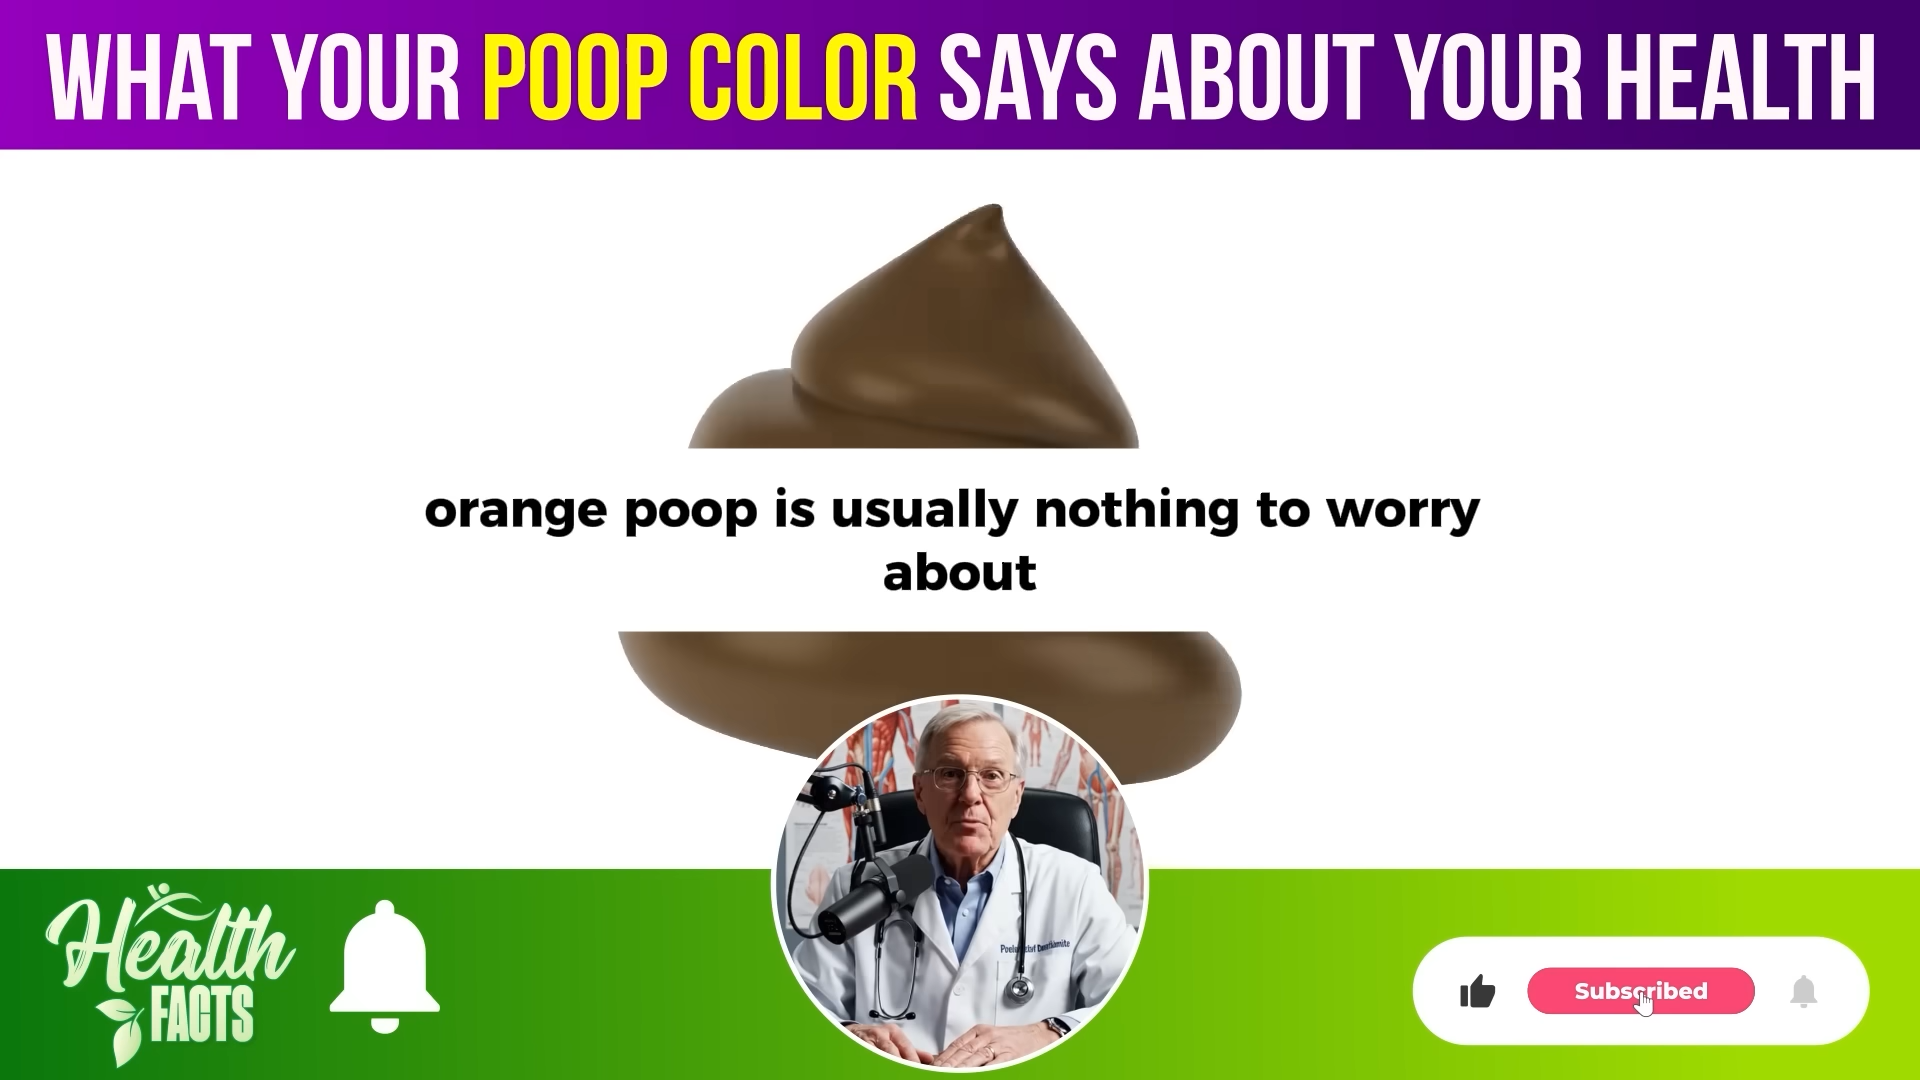 WHAT YOUR POOP COLOR SAYS ABOUT YOUR HEALTH
orange poop is usually nothing to worry
about
Health
FACTS
Subscribed